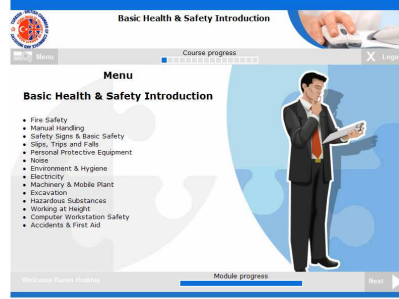 Basic Health & Safety Introduction
Menu
Course progress
X Logo
Menu
Basic Health & Safety Introduction
• Fire Safety
• Manual Handling
• Safety Signs & Basic Safety
• Slips, Trips and Falls
• Personal Protective Equipment
• Noise
• Environment & Hygiene
• Electricity
• Machinery & Mobile Plant
• Excavation
• Hazardous Substances
• Working at Height
• Computer Workstation Safety
• Accidents & First Aid
Welcome Karen
Module progress
Next